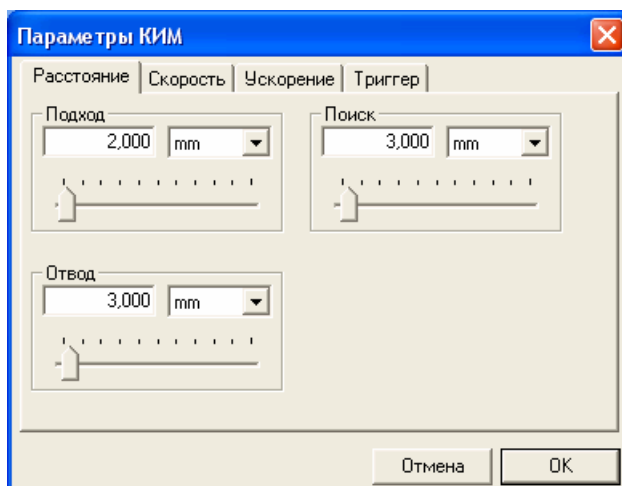 Параметры КИМ
Расстояние Скорость Ускорение Триггер
Подход Поиск
2,000 mm 3,000 mm
Отвод
3,000 mm
Отмена OK